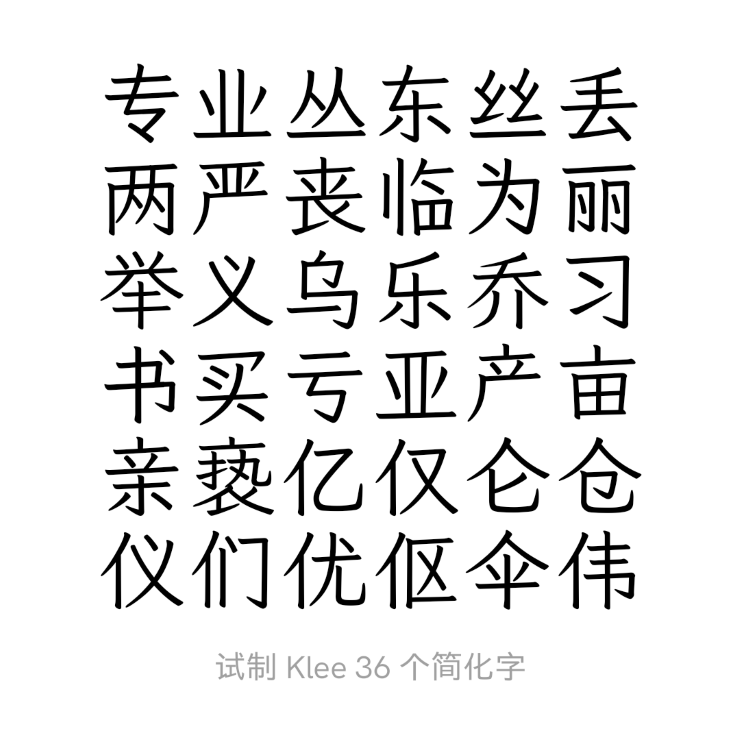 专业丛东丝丢
两严丧临为丽
举义乌乐乔习
书买亏亚产亩
亲亵亿仅仑仓
仪们优伛伞伟
试制 Klee 36 个简化字